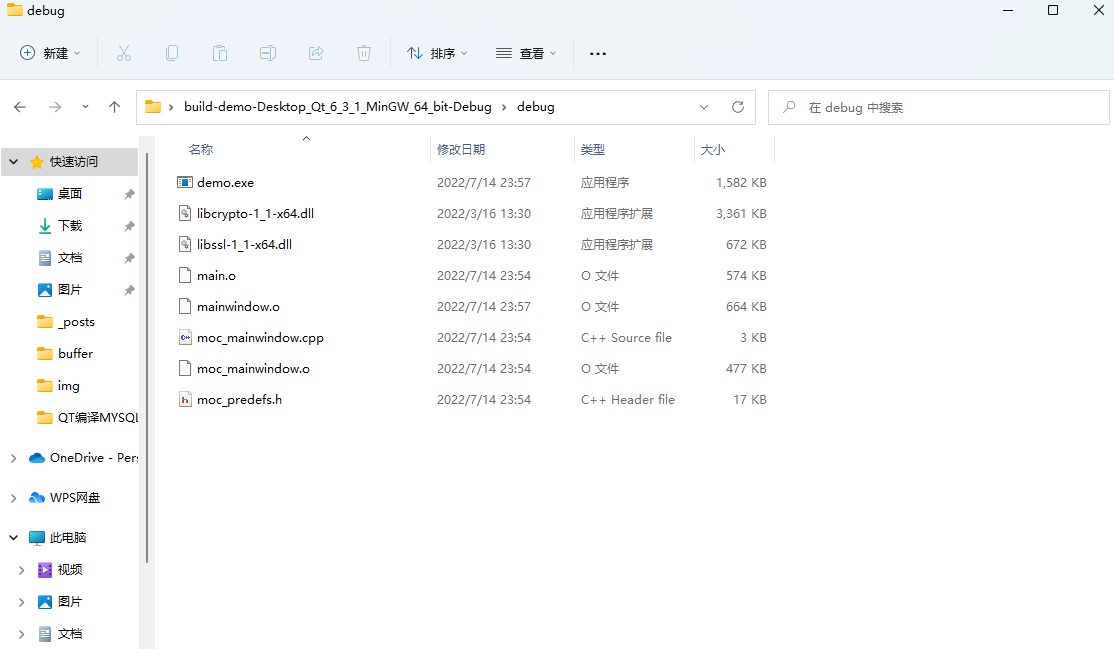 debug
新建 排序 查看
build-demo-Desktop_Qt_6_3_1_MinGW_64_bit-Debug debug 在 debug 中搜索
名称 修改日期 类型 大小
快速访问
demo.exe 2022/7/14 23:57 应用程序 1,582 KB
桌面
libcrypto-1_1-x64.dll 2022/3/16 13:30 应用程序扩展 3,361 KB
下载
libssl-1_1-x64.dll 2022/3/16 13:30 应用程序扩展 672 KB
文档
main.o 2022/7/14 23:54 O 文件 574 KB
图片
mainwindow.o 2022/7/14 23:57 O 文件 664 KB
_posts
moc_mainwindow.cpp 2022/7/14 23:54 C++ Source file 3 KB
buffer
moc_mainwindow.o 2022/7/14 23:54 O 文件 477 KB
img
moc_predefs.h 2022/7/14 23:54 C++ Header file 17 KB
QT编译MYSQL
OneDrive - Pers
WPS网盘
此电脑
视频
图片
文档